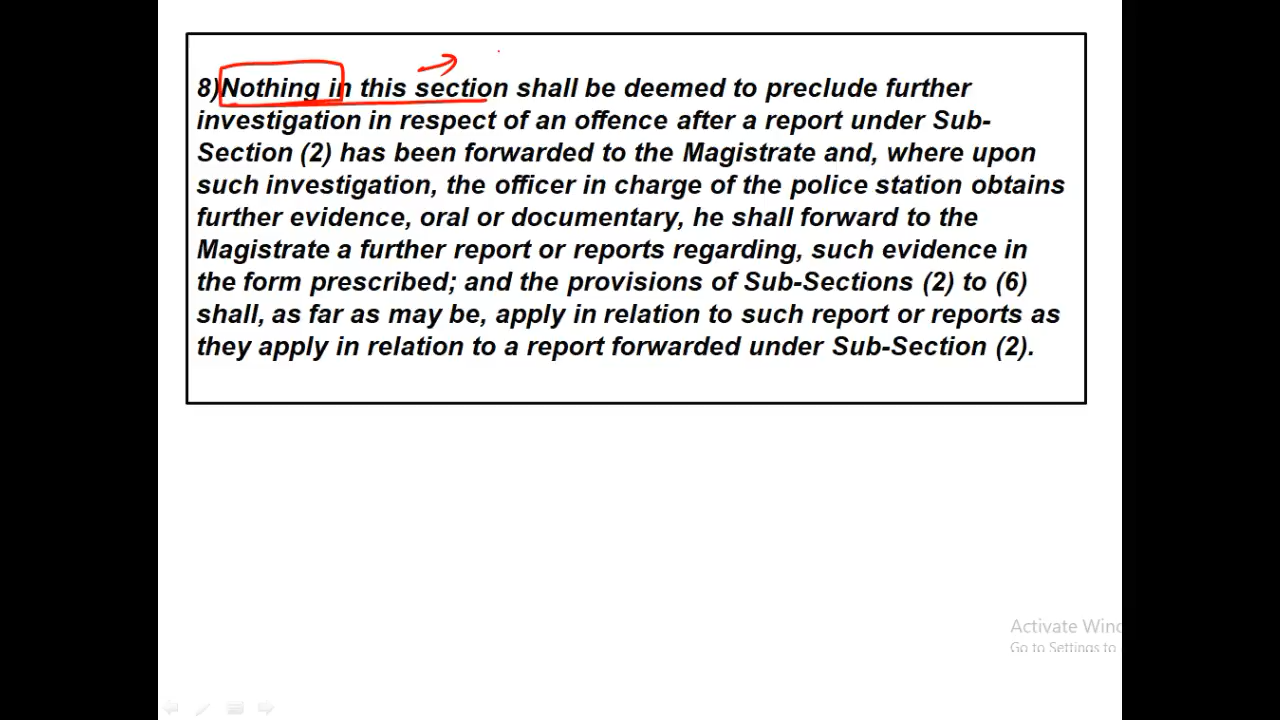 8)Nothing in this section shall be deemed to preclude further
investigation in respect of an offence after a report under Sub-
Section (2) has been forwarded to the Magistrate and, where upon
such investigation, the officer in charge of the police station obtains
further evidence, oral or documentary, he shall forward to the
Magistrate a further report or reports regarding, such evidence in
the form prescribed; and the provisions of Sub-Sections (2) to (6)
shall, as far as may be, apply in relation to such report or reports as
they apply in relation to a report forwarded under Sub-Section (2).
Activate Wind
Go to Settings to